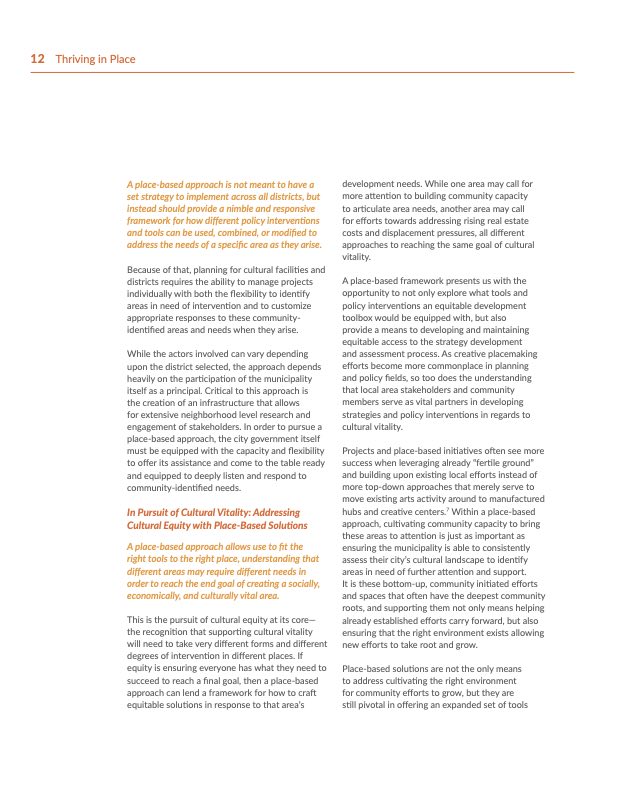 12 Thriving in Place
A place-based approach is not meant to have a
set strategy to implement across all districts, but
instead should provide a nimble and responsive
framework for how different policy interventions
and tools can be used, combined, or modified to
address the needs of a specific area as they arise.
Because of that, planning for cultural facilities and
districts requires the ability to manage projects
individually with both the flexibility to identify
areas in need of intervention and to customize
appropriate responses to these community-
identified areas and needs when they arise.
While the actors involved can vary depending
upon the district selected, the approach depends
heavily on the participation of the municipality
itself as a principal. Critical to this approach is
the creation of an infrastructure that allows
for extensive neighborhood level research and
engagement of stakeholders. In order to pursue a
place-based approach, the city government itself
must be equipped with the capacity and flexibility
to offer its assistance and come to the table ready
and equipped to deeply listen and respond to
community-identified needs.
In Pursuit of Cultural Vitality: Addressing
Cultural Equity with Place-Based Solutions
A place-based approach allows use to fit the
right tools to the right place, understanding that
different areas may require different needs in
order to reach the end goal of creating a socially,
economically, and culturally vital area.
This is the pursuit of cultural equity at its core—
the recognition that supporting cultural vitality
will need to take very different forms and different
degrees of intervention in different places. If
equity is ensuring everyone has what they need to
succeed to reach a final goal, then a place-based
approach can lend a framework for how to craft
equitable solutions in response to that area's
development needs. While one area may call for
more attention to building community capacity
to articulate area needs, another area may call
for efforts towards addressing rising real estate
costs and displacement pressures, all different
approaches to reaching the same goal of cultural
vitality.
A place-based framework presents us with the
opportunity to not only explore what tools and
policy interventions an equitable development
toolbox would be equipped with, but also
provide a means to developing and maintaining
equitable access to the strategy development
and assessment process. As creative placemaking
efforts become more commonplace in planning
and policy fields, so too does the understanding
that local area stakeholders and community
members serve as vital partners in developing
strategies and policy interventions in regards to
cultural vitality.
Projects and place-based initiatives often see more
success when leveraging already "fertile ground"
and building upon existing local efforts instead of
more top-down approaches that merely serve to
move existing arts activity around to manufactured
hubs and creative centers.7 Within a place-based
approach, cultivating community capacity to bring
these areas to attention is just as important as
ensuring the municipality is able to consistently
assess their city's cultural landscape to identify
areas in need of further attention and support.
It is these bottom-up, community initiated efforts
and spaces that often have the deepest community
roots, and supporting them not only means helping
already established efforts carry forward, but also
ensuring that the right environment exists allowing
new efforts to take root and grow.
Place-based solutions are not the only means
to address cultivating the right environment
for community efforts to grow, but they are
still pivotal in offering an expanded set of tools